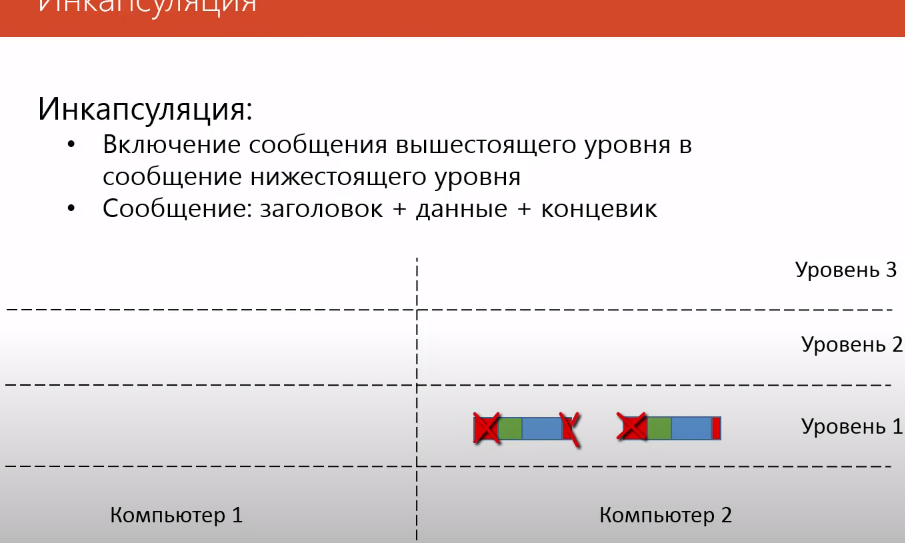 Инкапсуляция
Инкапсуляция:
• Включение сообщения вышестоящего уровня в
сообщение нижестоящего уровня
• Сообщение: заголовок + данные + концевик
Уровень 3
Уровень 2
Уровень 1
Компьютер 1
Компьютер 2